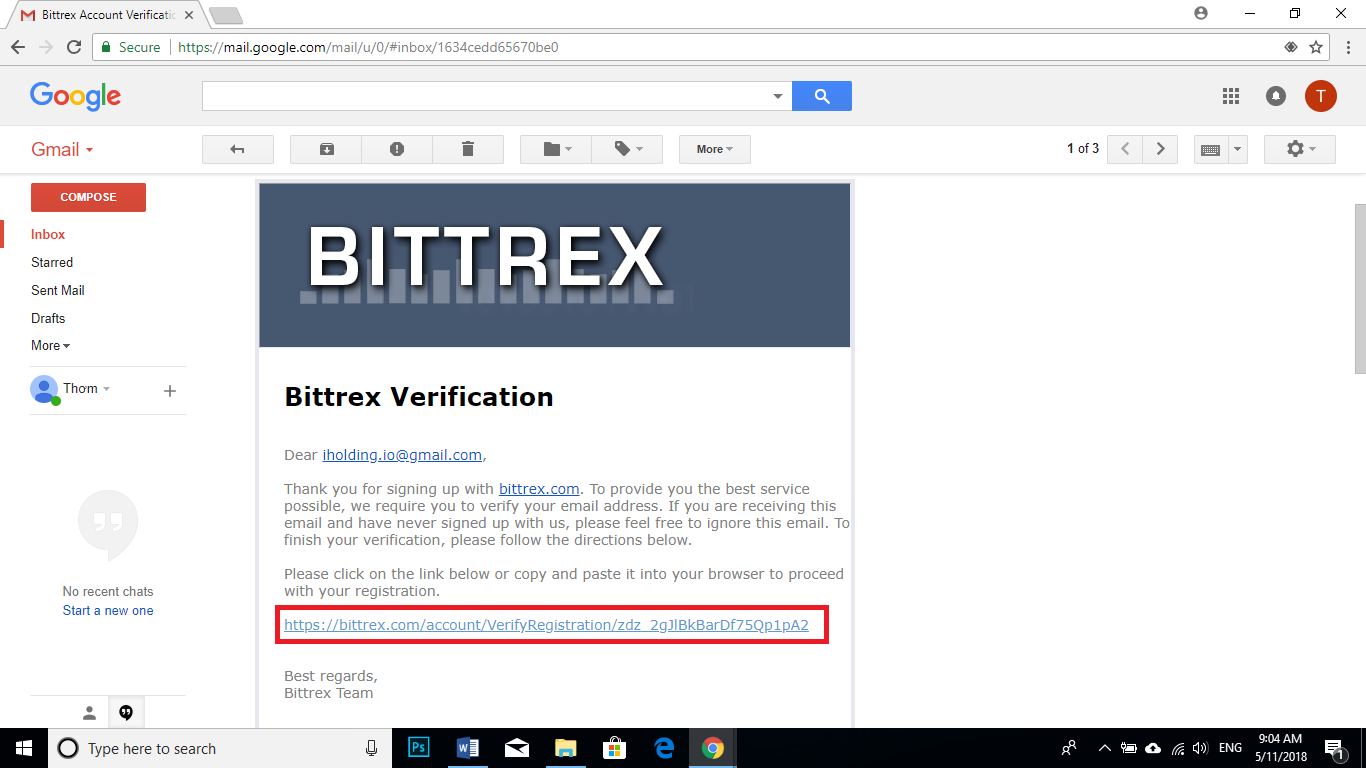 Bittrex Account Verificatic
Secure
https://mail.google.com/mail/u/0/#inbox/1634cedd65670be0
Google
T
Gmail
More
1 of 3
COMPOSE
Inbox
Starred
Sent Mail
Drafts
More
Thơm
No recent chats
Start a new one
BITTREX
Bittrex Verification
Dear iholding.io@gmail.com,
Thank you for signing up with bittrex.com. To provide you the best service
possible, we require you to verify your email address. If you are receiving this
email and have never signed up with us, please feel free to ignore this email. To
finish your verification, please follow the directions below.
Please click on the link below or copy and paste it into your browser to proceed
with your registration.
https://bittrex.com/account/VerifyRegistration/zdz_2gJlBkBarDf75Qp1pA2
Best regards,
Bittrex Team
Type here to search
Ps
ENG
9:04 AM
5/11/2018
1